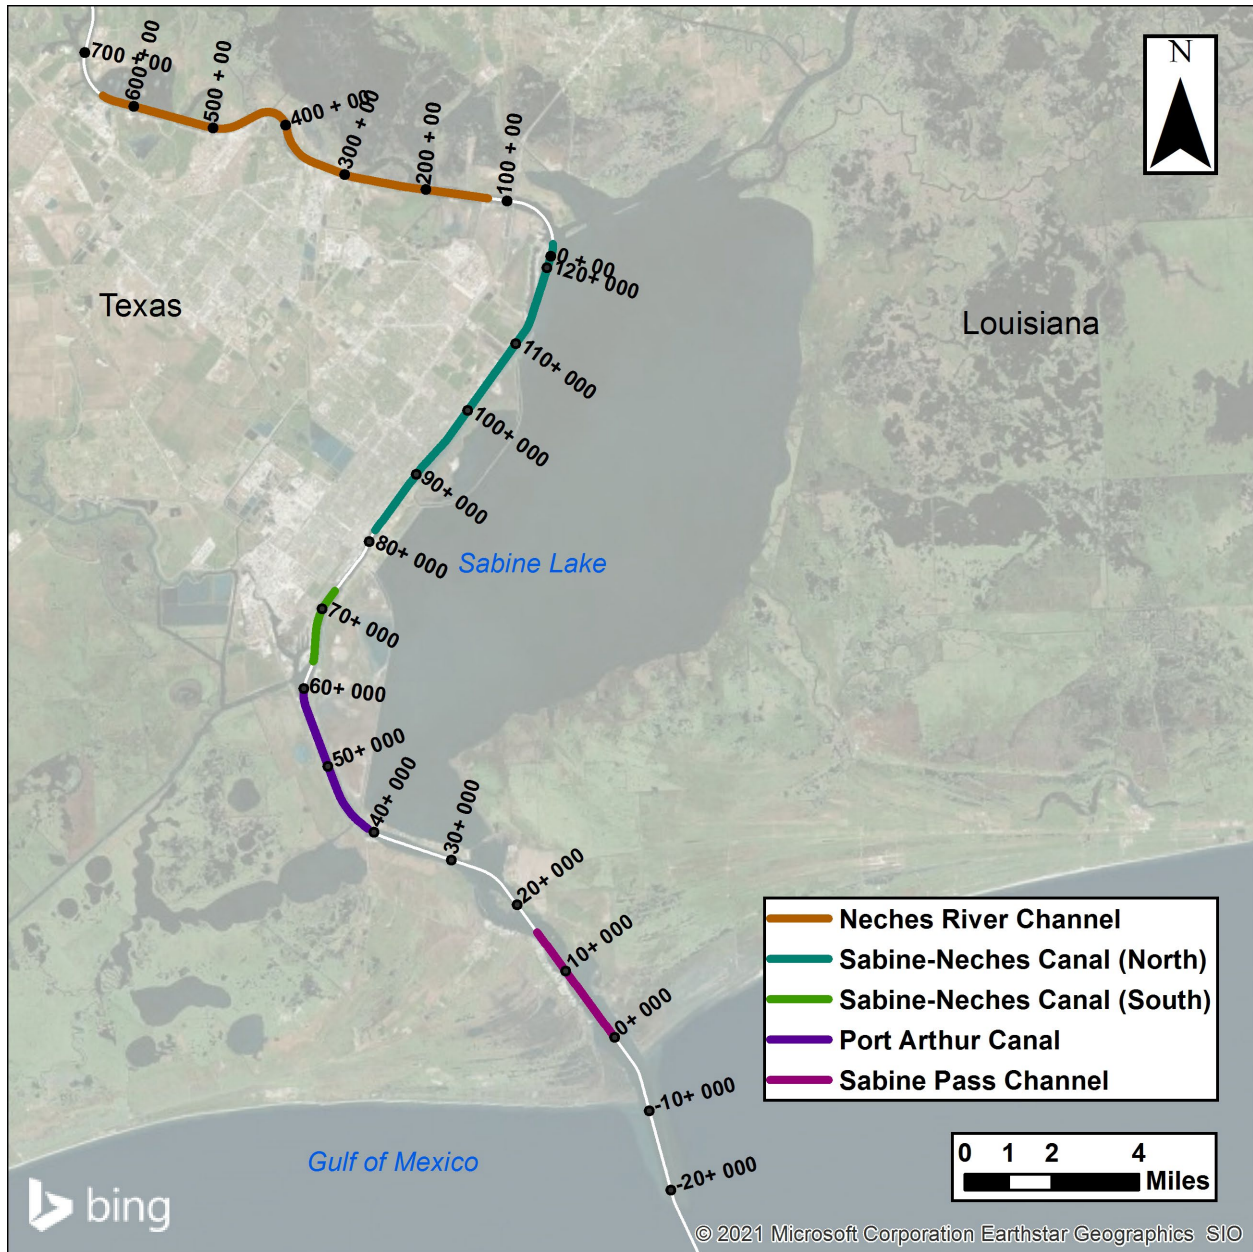 N
700 + 00
600 + 00
500 + 00
400 + 00
300 + 00
200 + 00
100 + 00
0 + 00
120+ 000
Texas
Louisiana
110+ 000
100+ 000
90+ 000
80+ 000
Sabine Lake
70+ 000
60+ 000
50+ 000
40+ 000
30+ 000
20+ 000
10+ 000
0+ 000
-10+ 000
-20+ 000
Neches River Channel
Sabine-Neches Canal (North)
Sabine-Neches Canal (South)
Port Arthur Canal
Sabine Pass Channel
Gulf of Mexico
0 1 2 4
Miles
bing
© 2021 Microsoft Corporation Earthstar Geographics SIO